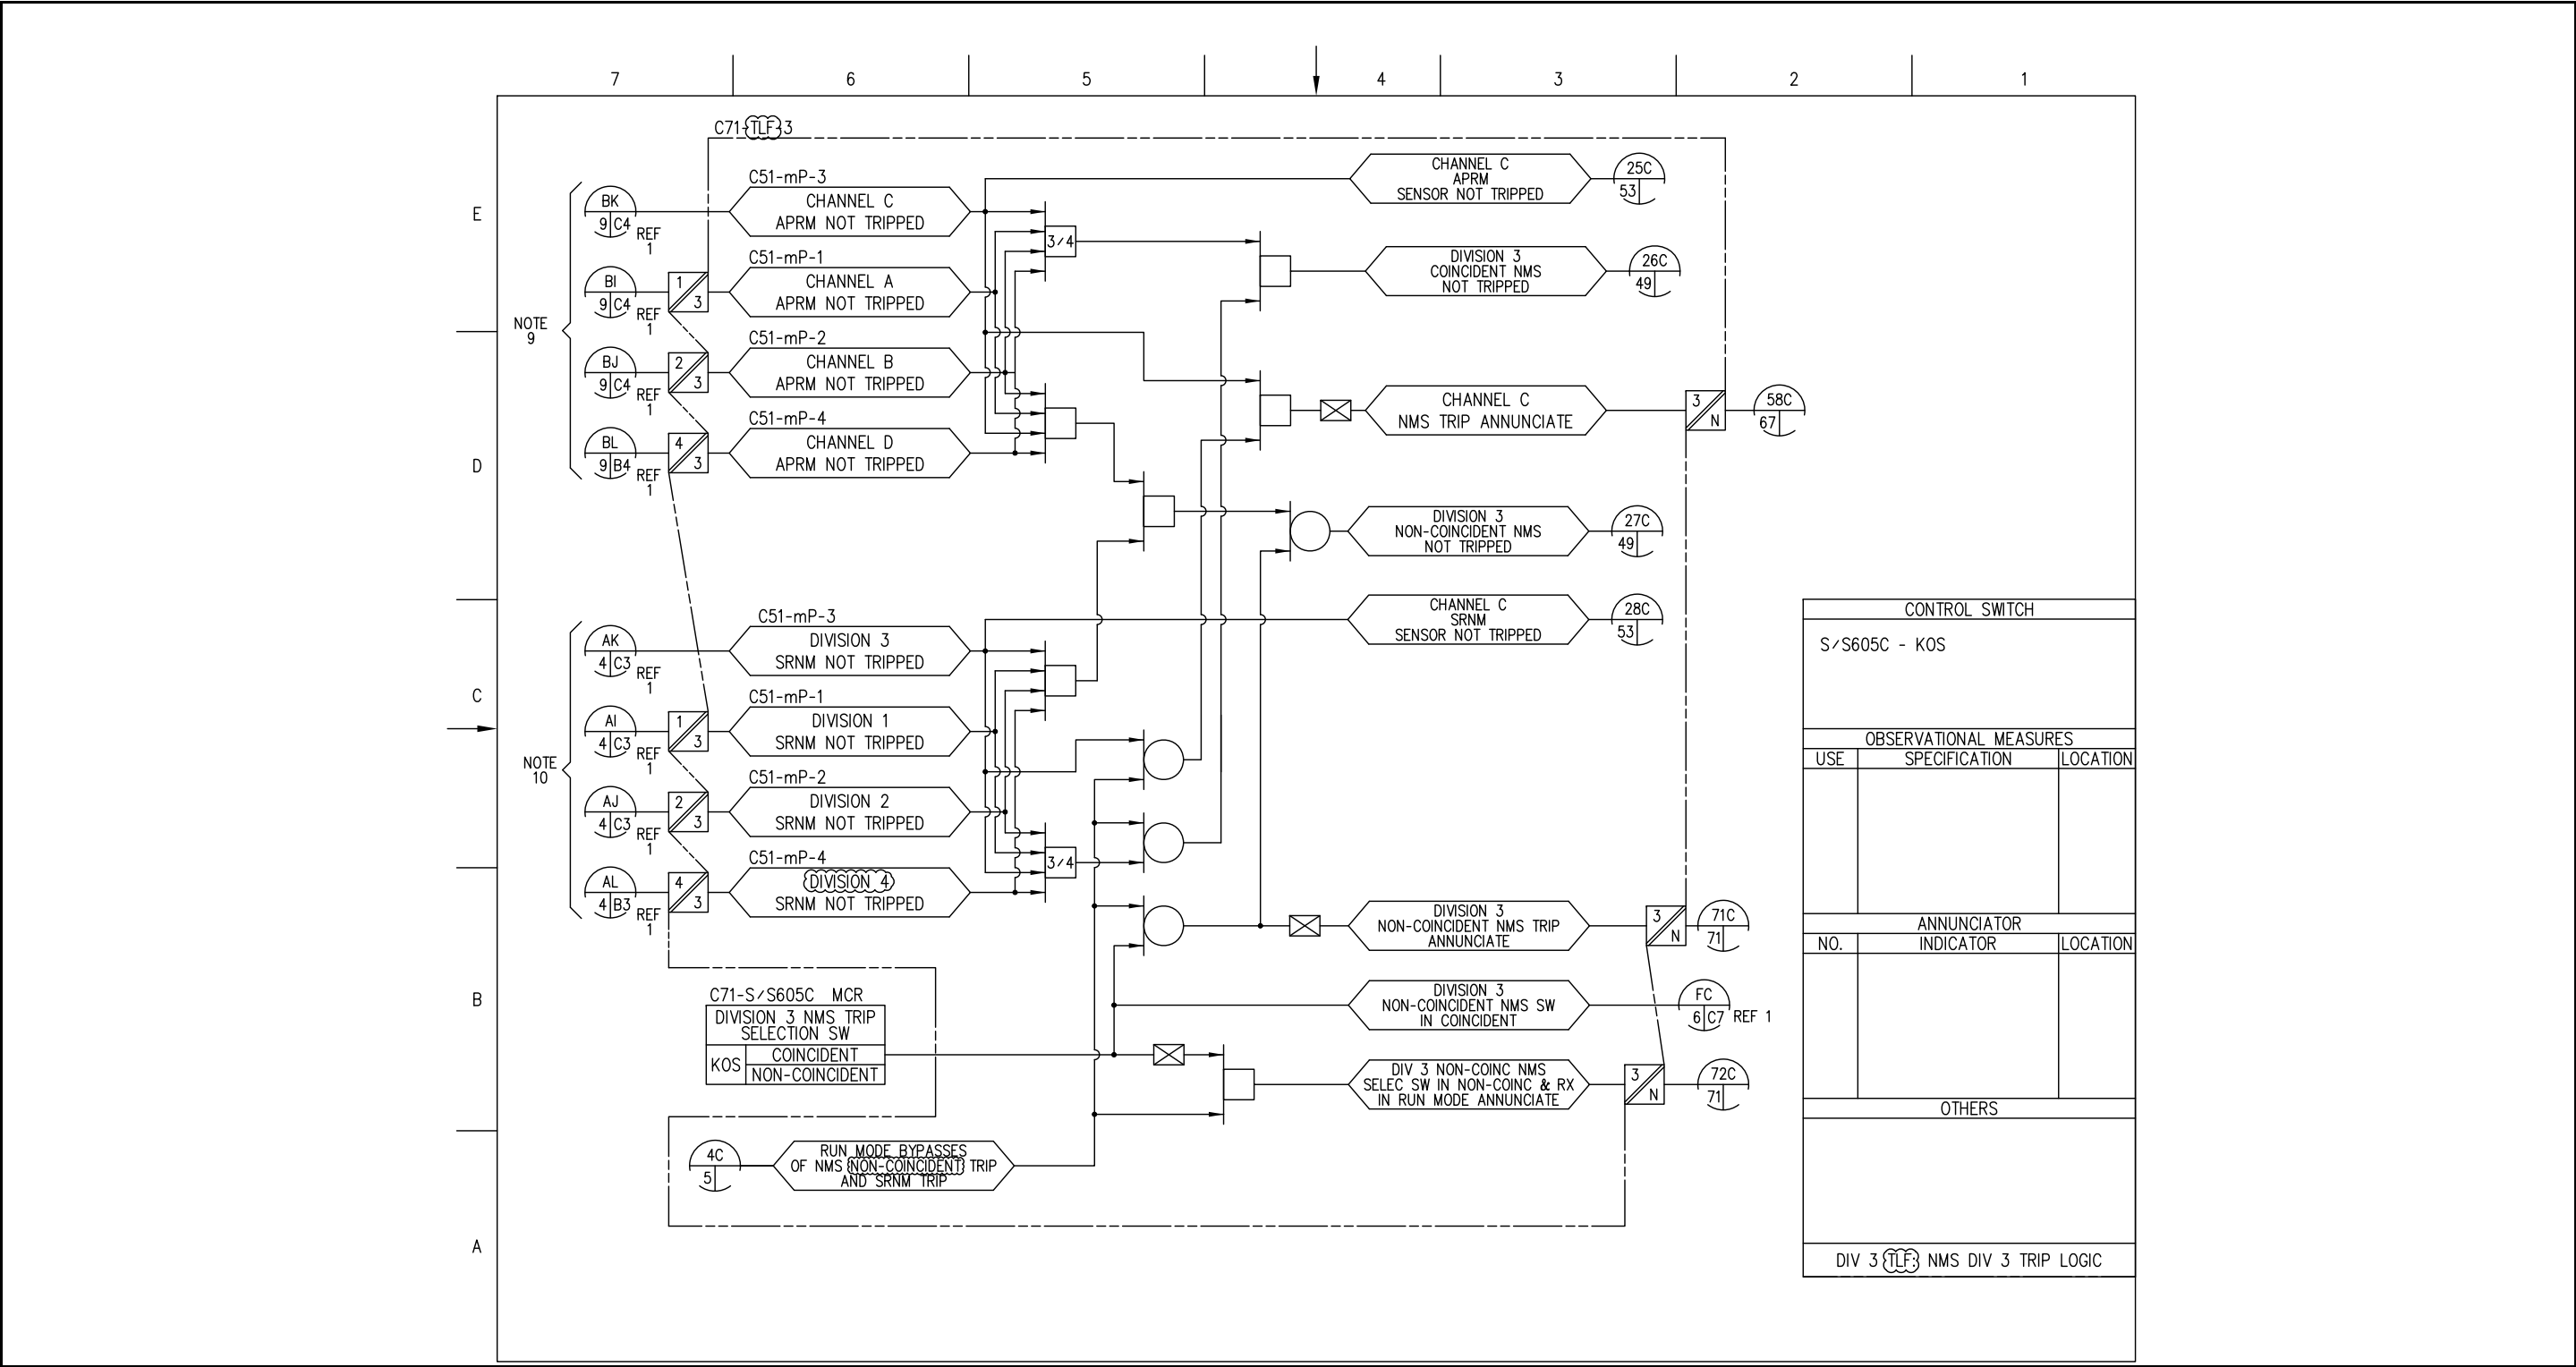 7 6 5 4 3 2 1
E
D
C
B
A
C71-TLF-3
NOTE
9
BK
9 C4
REF
1
C51-mP-3
CHANNEL C
APRM NOT TRIPPED
BI
9 C4
REF
1
1
3
C51-mP-1
CHANNEL A
APRM NOT TRIPPED
BJ
9 C4
REF
1
2
3
C51-mP-2
CHANNEL B
APRM NOT TRIPPED
BL
9 B4
REF
1
4
3
C51-mP-4
CHANNEL D
APRM NOT TRIPPED
3/4
CHANNEL C
APRM
SENSOR NOT TRIPPED
25C
53
DIVISION 3
COINCIDENT NMS
NOT TRIPPED
26C
49
CHANNEL C
NMS TRIP ANNUNCIATE
3
N
58C
67
DIVISION 3
NON-COINCIDENT NMS
NOT TRIPPED
27C
49
CHANNEL C
SRNM
SENSOR NOT TRIPPED
28C
53
NOTE
10
AK
4 C3
REF
1
C51-mP-3
DIVISION 3
SRNM NOT TRIPPED
AI
4 C3
REF
1
1
3
C51-mP-1
DIVISION 1
SRNM NOT TRIPPED
AJ
4 C3
REF
1
2
3
C51-mP-2
DIVISION 2
SRNM NOT TRIPPED
AL
4 B3
REF
1
4
3
C51-mP-4
DIVISION 4
SRNM NOT TRIPPED
3/4
DIVISION 3
NON-COINCIDENT NMS TRIP
ANNUNCIATE
3
N
71C
71
C71-S/S605C MCR
DIVISION 3 NMS TRIP
SELECTION SW
KOS
COINCIDENT
NON-COINCIDENT
DIVISION 3
NON-COINCIDENT NMS SW
IN COINCIDENT
FC
6 C7
REF 1
DIV 3 NON-COINC NMS
SELEC SW IN NON-COINC & RX
IN RUN MODE ANNUNCIATE
3
N
72C
71
4C
5
RUN MODE BYPASSES
OF NMS NON-COINCIDENT TRIP
AND SRNM TRIP
CONTROL SWITCH
S/S605C - KOS
OBSERVATIONAL MEASURES
USE SPECIFICATION LOCATION
ANNUNCIATOR
NO. INDICATOR LOCATION
OTHERS
DIV 3 TLF: NMS DIV 3 TRIP LOGIC